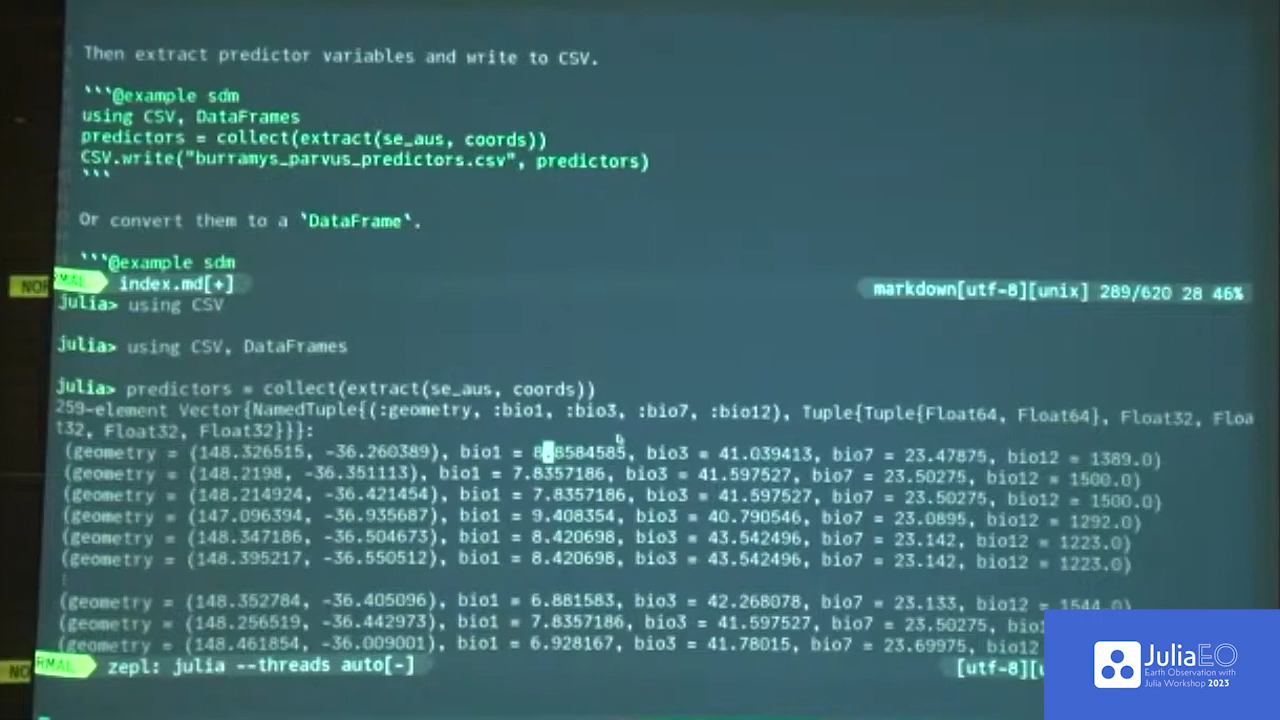 Then extract predictor variables and write to CSV.
```@example sdm
using CSV, DataFrames
predictors = collect(extract(se_aus, coords))
CSV.write("burramys_parvus_predictors.csv", predictors)
```
Or convert them to a `DataFrame`.
```@example sdm
NOR
RMAL
index.md[+]
markdown[utf-8][unix] 289/620 28 46%
julia> using CSV
julia> using CSV, DataFrames
julia> predictors = collect(extract(se_aus, coords))
259-element Vector{NamedTuple{(:geometry, :bio1, :bio3, :bio7, :bio12), Tuple{Tuple{Float64, Float64}, Float32, Floa
t32, Float32, Float32}}}:
(geometry = (148.326515, -36.260389), bio1 = 8.8584585, bio3 = 41.039413, bio7 = 23.47875, bio12 = 1389.0)
(geometry = (148.2198, -36.351113), bio1 = 7.8357186, bio3 = 41.597527, bio7 = 23.50275, bio12 = 1500.0)
(geometry = (148.214924, -36.421454), bio1 = 7.8357186, bio3 = 41.597527, bio7 = 23.50275, bio12 = 1500.0)
(geometry = (147.096394, -36.935687), bio1 = 9.408354, bio3 = 40.790546, bio7 = 23.0895, bio12 = 1292.0)
(geometry = (148.347186, -36.504673), bio1 = 8.420698, bio3 = 43.542496, bio7 = 23.142, bio12 = 1223.0)
(geometry = (148.395217, -36.550512), bio1 = 8.420698, bio3 = 43.542496, bio7 = 23.142, bio12 = 1223.0)
⋮
(geometry = (148.352784, -36.405096), bio1 = 6.881583, bio3 = 42.268078, bio7 = 23.133, bio12 = 1544.0)
(geometry = (148.256519, -36.442973), bio1 = 7.8357186, bio3 = 41.597527, bio7 = 23.50275, bio1
(geometry = (148.461854, -36.009001), bio1 = 6.928167, bio3 = 41.78015, bio7 = 23.69975, bio12
NO
RMAL
zepl: julia --threads auto[-]
[utf-8][u
JuliaEO
Earth Observation with
Julia Workshop 2023